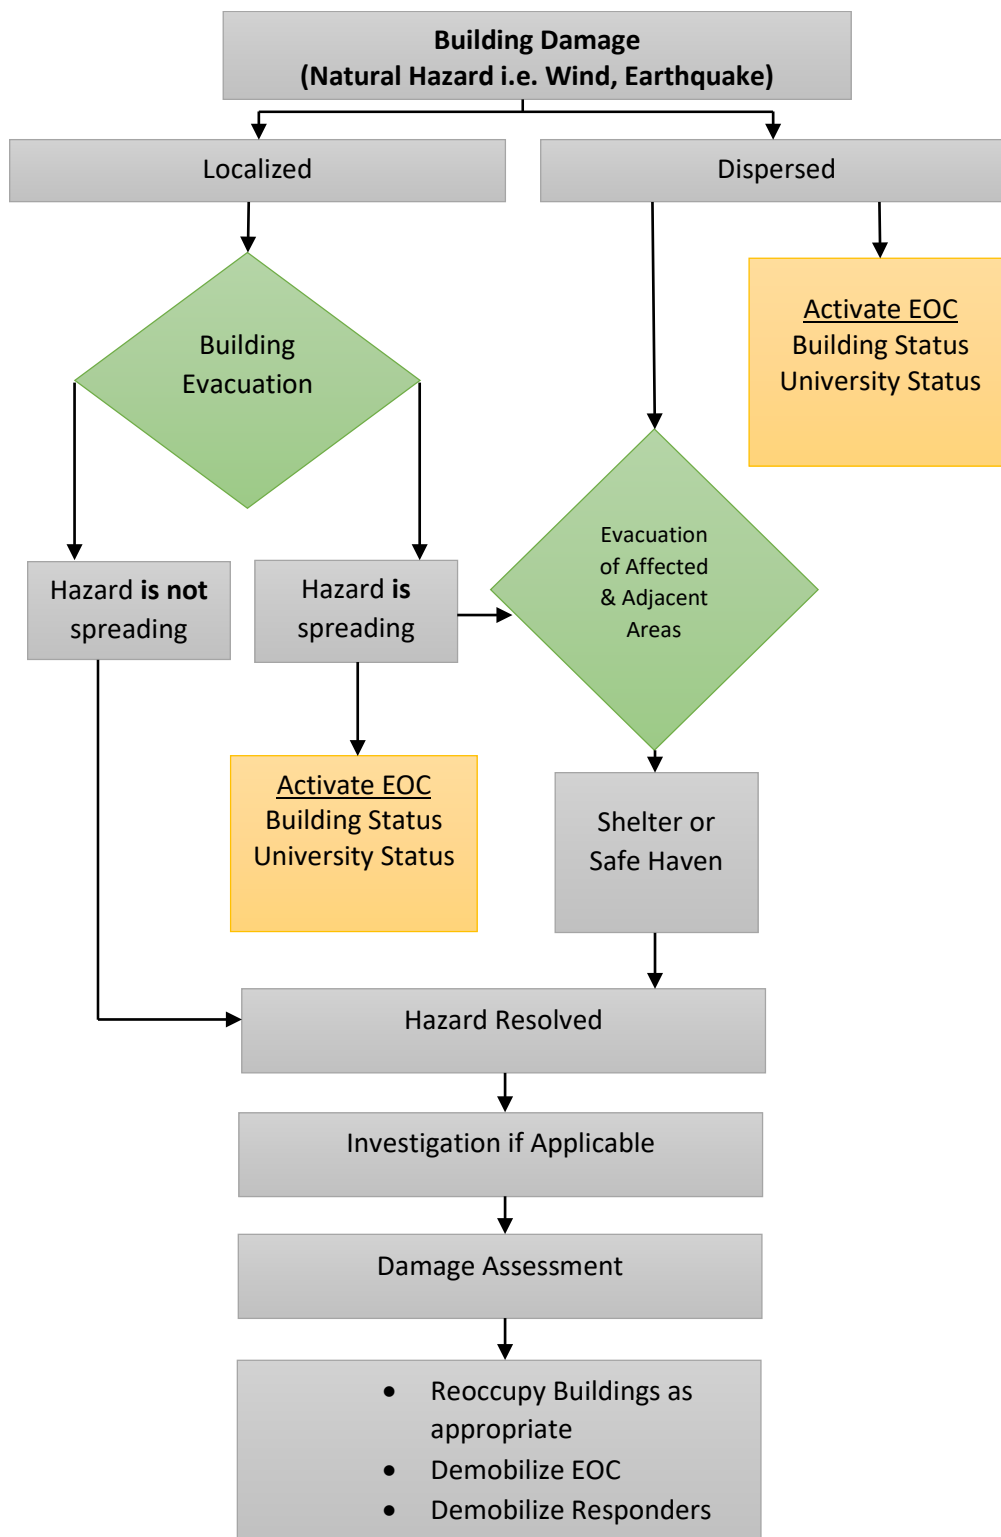 Building Damage
(Natural Hazard i.e. Wind, Earthquake)
Localized
Dispersed
Building
Evacuation
Activate EOC
Building Status
University Status
Evacuation
of Affected
& Adjacent
Areas
Hazard is not
spreading
Hazard is
spreading
Activate EOC
Building Status
University Status
Shelter or
Safe Haven
Hazard Resolved
Investigation if Applicable
Damage Assessment
• Reoccupy Buildings as
appropriate
• Demobilize EOC
• Demobilize Responders